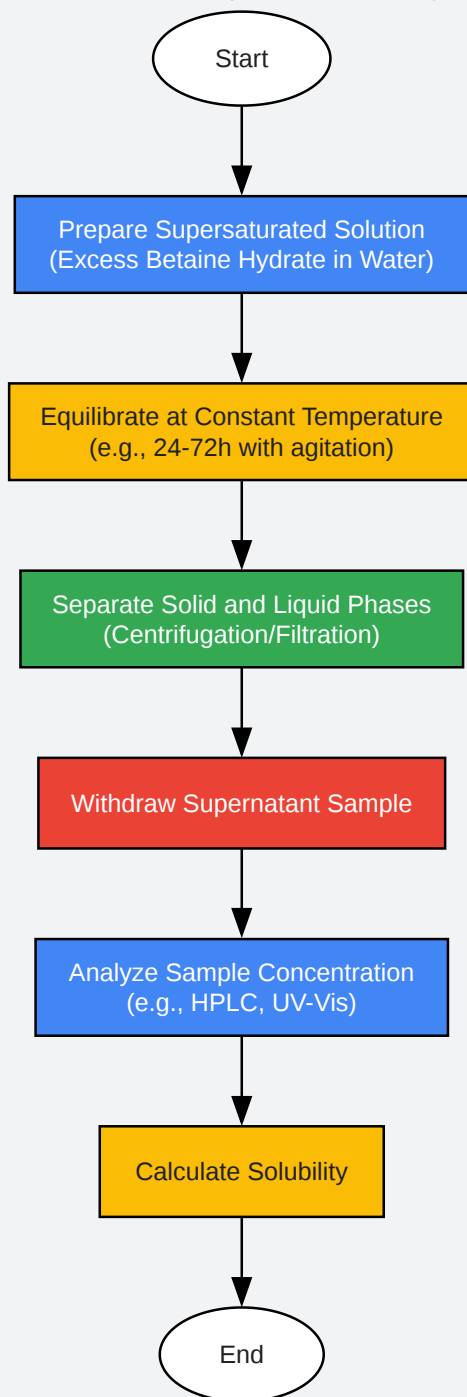 Start
Prepare Supersaturated Solution
(Excess Betaine Hydrate in Water)
Equilibrate at Constant Temperature
(e.g., 24-72h with agitation)
Separate Solid and Liquid Phases
(Centrifugation/Filtration)
Withdraw Supernatant Sample
Analyze Sample Concentration
(e.g., HPLC, UV-Vis)
Calculate Solubility
End